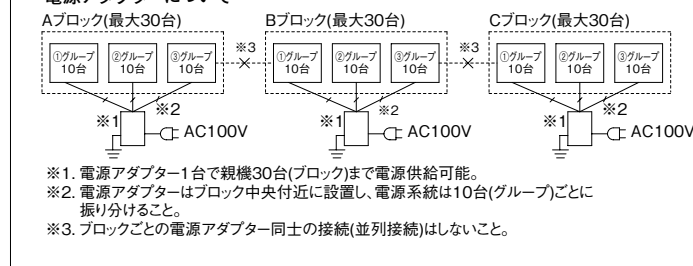 Aブロック(最大30台)
Bブロック(最大30台)
Cブロック(最大30台)
※3
※3
①グループ
10台
②グループ
10台
③グループ
10台
①グループ
10台
②グループ
10台
③グループ
10台
①グループ
10台
②グループ
10台
③グループ
10台
※1
※2
AC100V
※1
※2
AC100V
※1
※2
AC100V
※1. 電源アダプター1台で親機30台(ブロック)まで電源供給可能。
※2. 電源アダプターはブロック中央付近に設置し、電源系統は10台(グループ)ごとに
振り分けること。
※3. ブロックごとの電源アダプター同士の接続(並列接続)はしないこと。